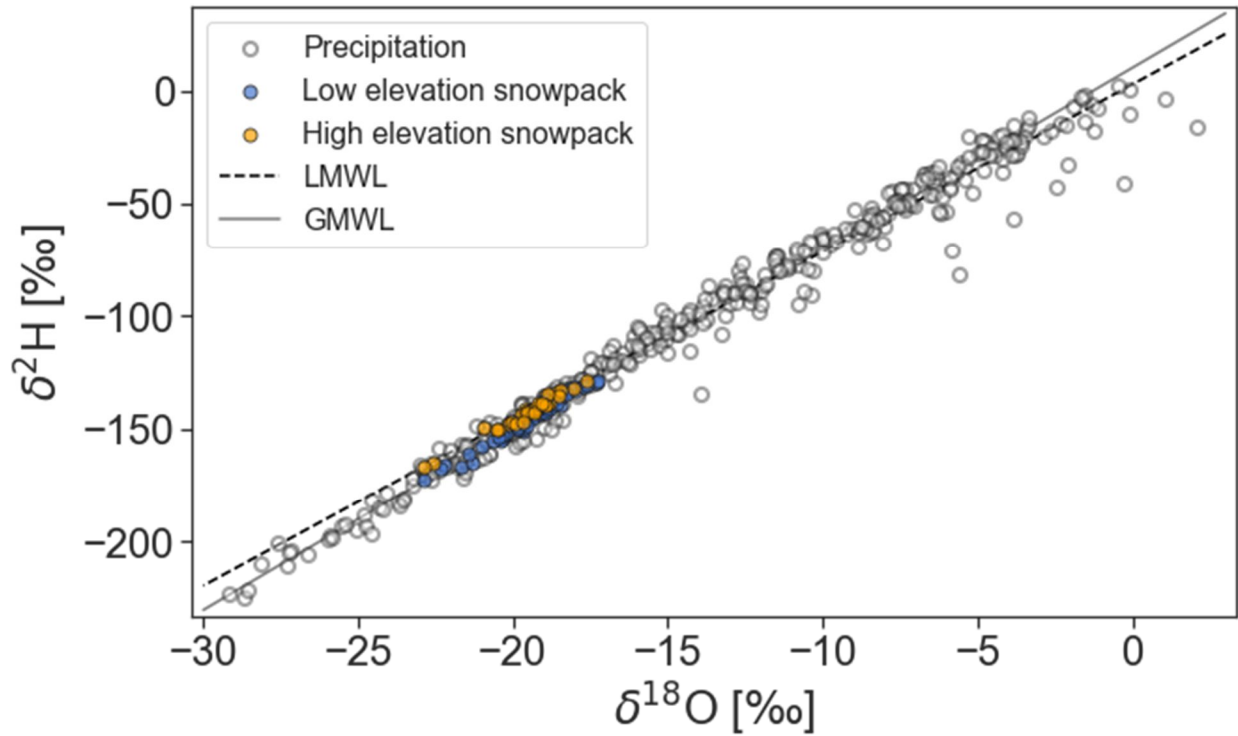 Precipitation
Low elevation snowpack
High elevation snowpack
LMWL
GMWL
0
−50
−100
−150
−200
δ²H [‰]
−30 −25 −20 −15 −10 −5 0
δ¹⁸O [‰]